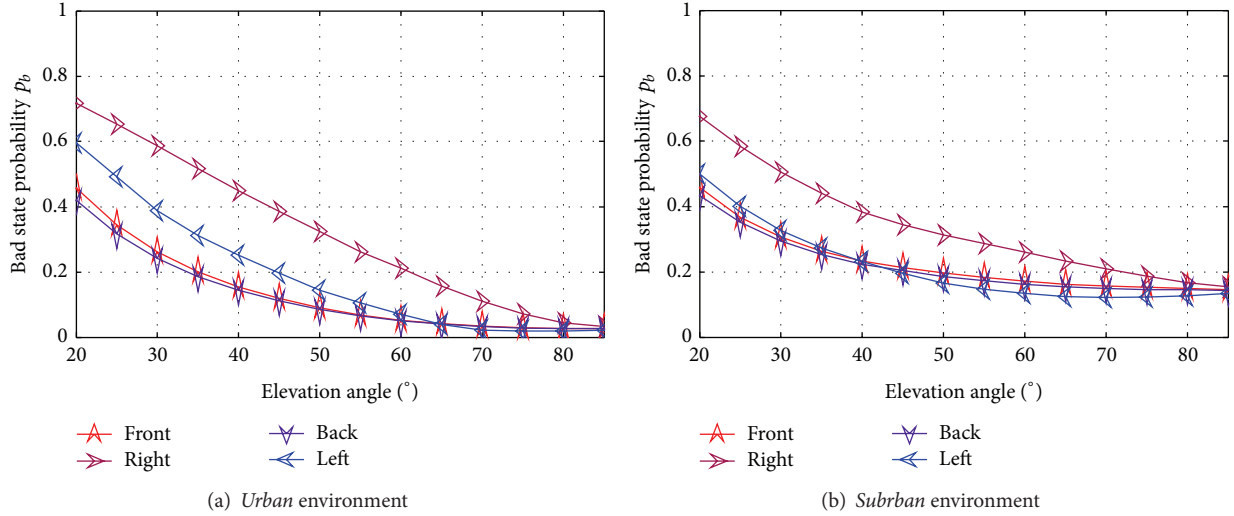 1
0.8
0.6
0.4
0.2
0
Bad state probability p_b
20 30 40 50 60 70 80
Elevation angle (°)
Front
Right
Back
Left
(a) Urban environment
1
0.8
0.6
0.4
0.2
0
Bad state probability p_b
20 30 40 50 60 70 80
Elevation angle (°)
Front
Right
Back
Left
(b) Subrban environment